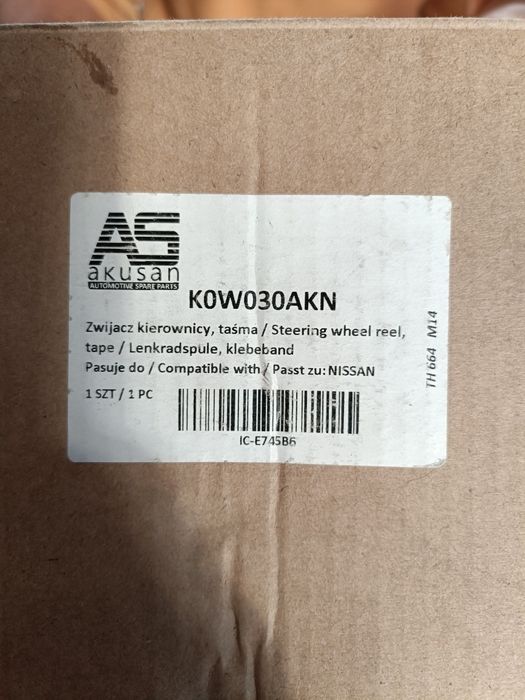 AS
akusan
AUTOMOTIVE SPARE PARTS
K0W030AKN
Zwijacz kierownicy, taśma / Steering wheel reel,
tape / Lenkradspule, klebeband
Pasuje do / Compatible with / Passt zu: NISSAN
1 SZT / 1 PC
IC-E745B6
TH 664 M14